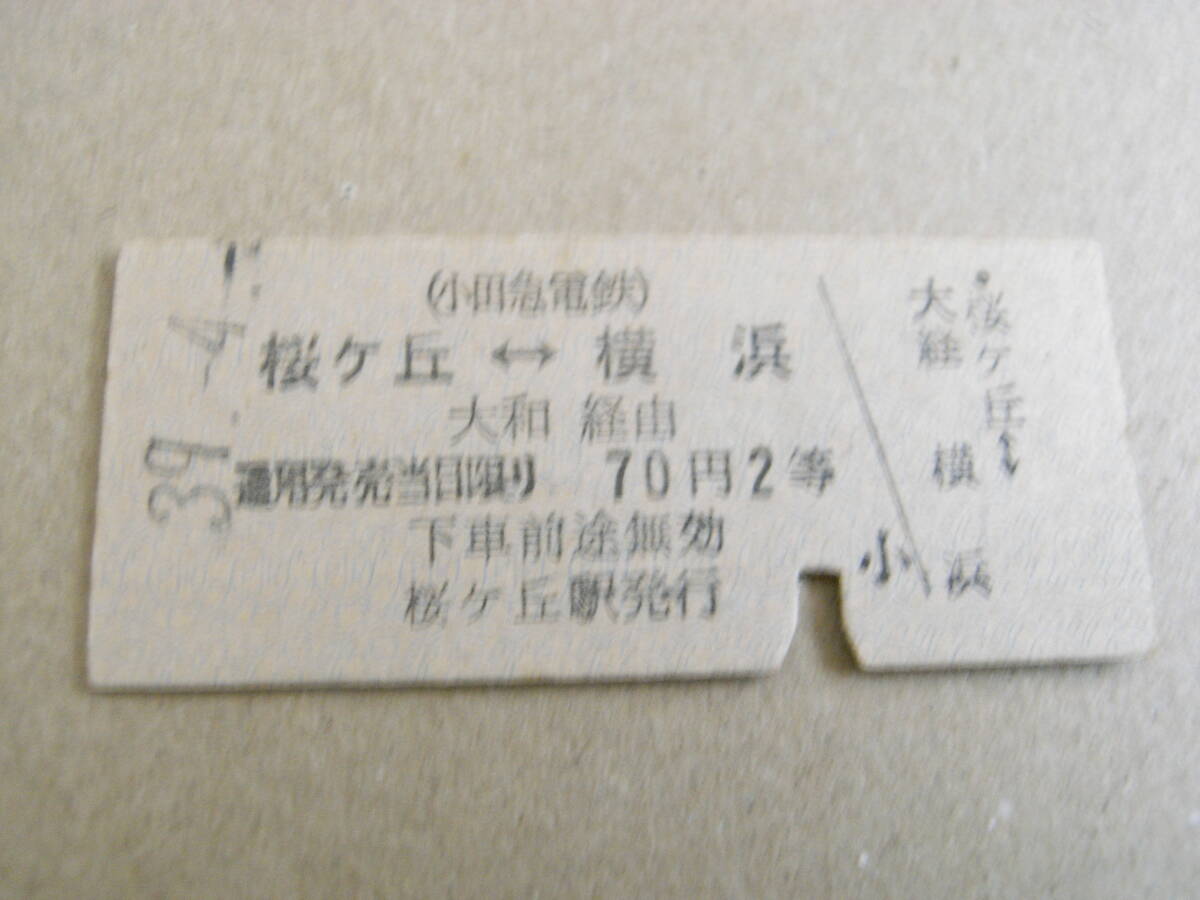 39.-4.
(小田急電鉄)
桜ケ丘 ↔ 横浜
大和 経由
通用発売当日限り 70円2等
下車前途無効
桜ケ丘駅発行
桜ケ丘↔
大経
横浜
小